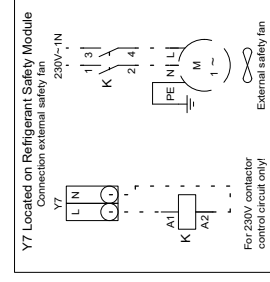 Y7 Located on Refrigerant Safety Module
Connection external safety fan
230V~1N
Y7
L N
A1
K
A2
1 3
K
2 4
PE N L
M
1 ~
For 230V contactor
control circuit only!
External safety fan